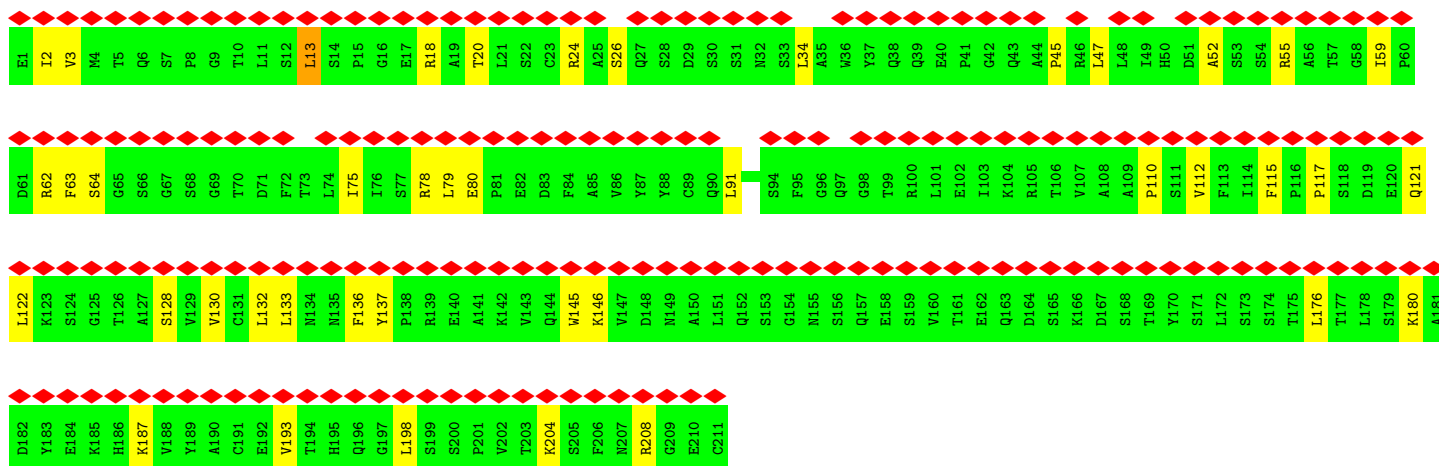 E1 I2 V3 M4 T5 Q6 S7 P8 G9 T10 L11 S12 L13 S14 P15 G16 E17 R18 A19 T20 L21 S22 C23 R24 A25 S26 Q27 S28 D29 S30 S31 N32 S33 L34 A35 W36 Y37 Q38 Q39 E40 P41 G42 Q43 A44 P45 R46 L47 L48 I49 H50 D51 A52 S53 S54 R55 A56 T57 G58 I59 P60
D61 R62 F63 S64 G65 S66 G67 S68 G69 T70 D71 F72 T73 L74 I75 I76 S77 R78 L79 E80 P81 E82 D83 F84 A85 V86 Y87 Y88 C89 Q90 L91 S94 F95 G96 Q97 G98 T99 R100 L101 E102 I103 K104 R105 T106 V107 A108 A109 P110 S111 V112 F113 I114 F115 P116 P117 S118 D119 E120 Q121
L122 K123 S124 G125 T126 A127 S128 V129 V130 C131 L132 L133 N134 N135 F136 Y137 P138 R139 E140 A141 K142 V143 Q144 W145 K146 V147 D148 N149 A150 L151 Q152 S153 G154 N155 S156 Q157 E158 S159 V160 T161 E162 Q163 D164 S165 K166 D167 S168 T169 Y170 S171 L172 S173 S174 T175 L176 T177 L178 S179 K180 A181
D182 Y183 E184 K185 H186 K187 V188 Y189 A190 C191 E192 V193 T194 H195 Q196 G197 L198 S199 S200 P201 V202 T203 K204 S205 F206 N207 R208 G209 E210 C211